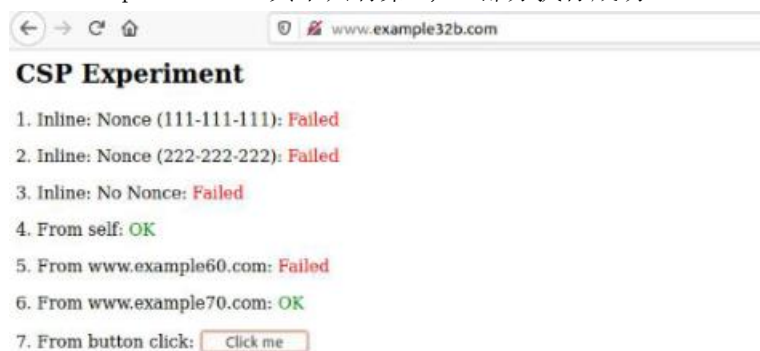 www.example32b.com
CSP Experiment
1. Inline: Nonce (111-111-111): Failed
2. Inline: Nonce (222-222-222): Failed
3. Inline: No Nonce: Failed
4. From self: OK
5. From www.example60.com: Failed
6. From www.example70.com: OK
7. From button click: Click me